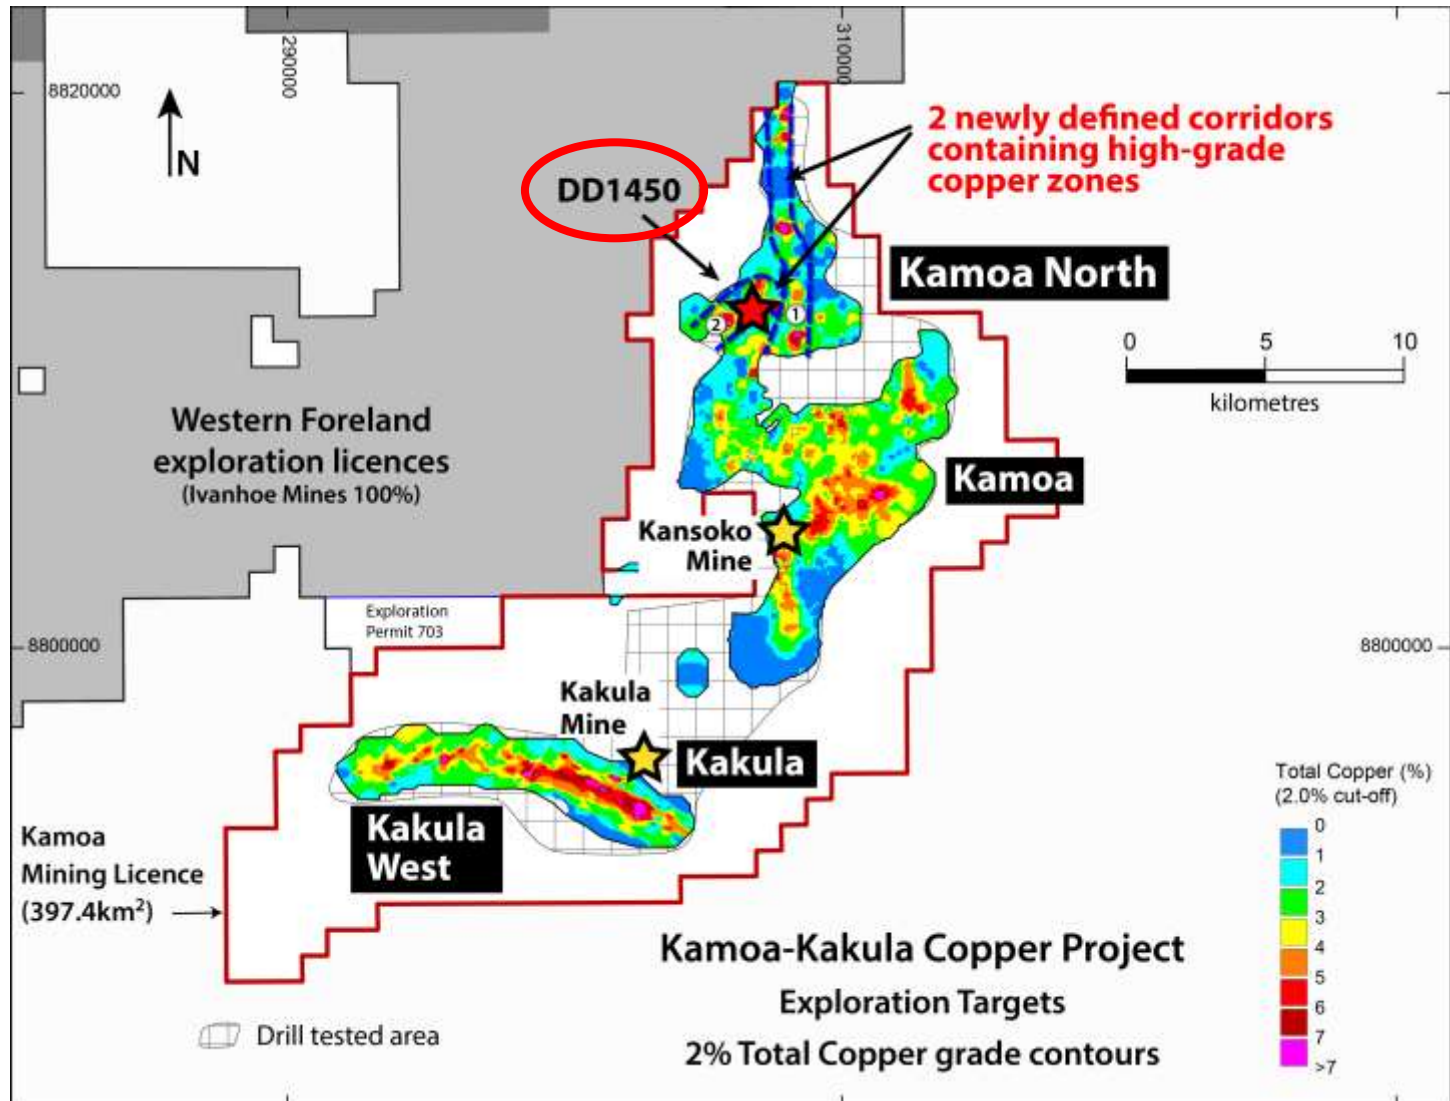 290000
310000
8820000
N
DD1450
2 newly defined corridors
containing high-grade
copper zones
Kamoa North
1
2
0 5 10
kilometres
Western Foreland
exploration licences
(Ivanhoe Mines 100%)
Kamoa
Kansoko
Mine
Exploration
Permit 703
8800000
8800000
Kakula
Mine
Kakula
Kakula
West
Kamoa
Mining Licence
(397.4km²)
Total Copper (%)
(2.0% cut-off)
0
1
2
3
4
5
6
7
>7
Kamoa-Kakula Copper Project
Exploration Targets
2% Total Copper grade contours
Drill tested area